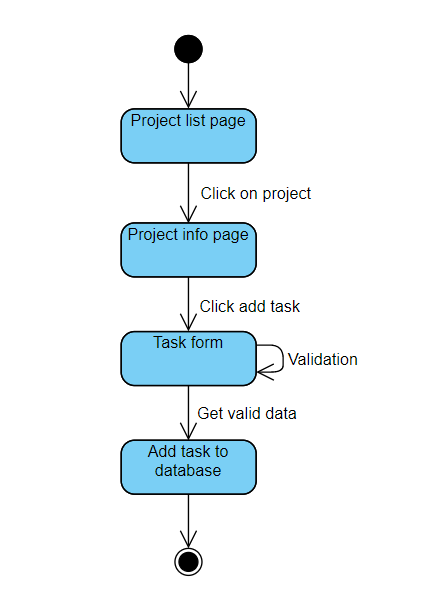 Project list page
Click on project
Project info page
Click add task
Task form
Validation
Get valid data
Add task to
database